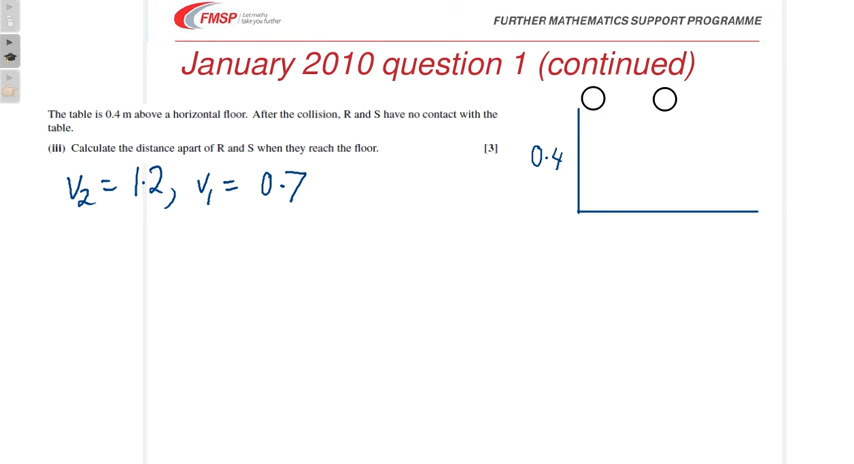 FMSP Let maths take you further
FURTHER MATHEMATICS SUPPORT PROGRAMME
January 2010 question 1 (continued)
The table is 0.4 m above a horizontal floor. After the collision, R and S have no contact with the
table.
(iii) Calculate the distance apart of R and S when they reach the floor. [3]
0.4
v₂ = 1.2, v₁ = 0.7